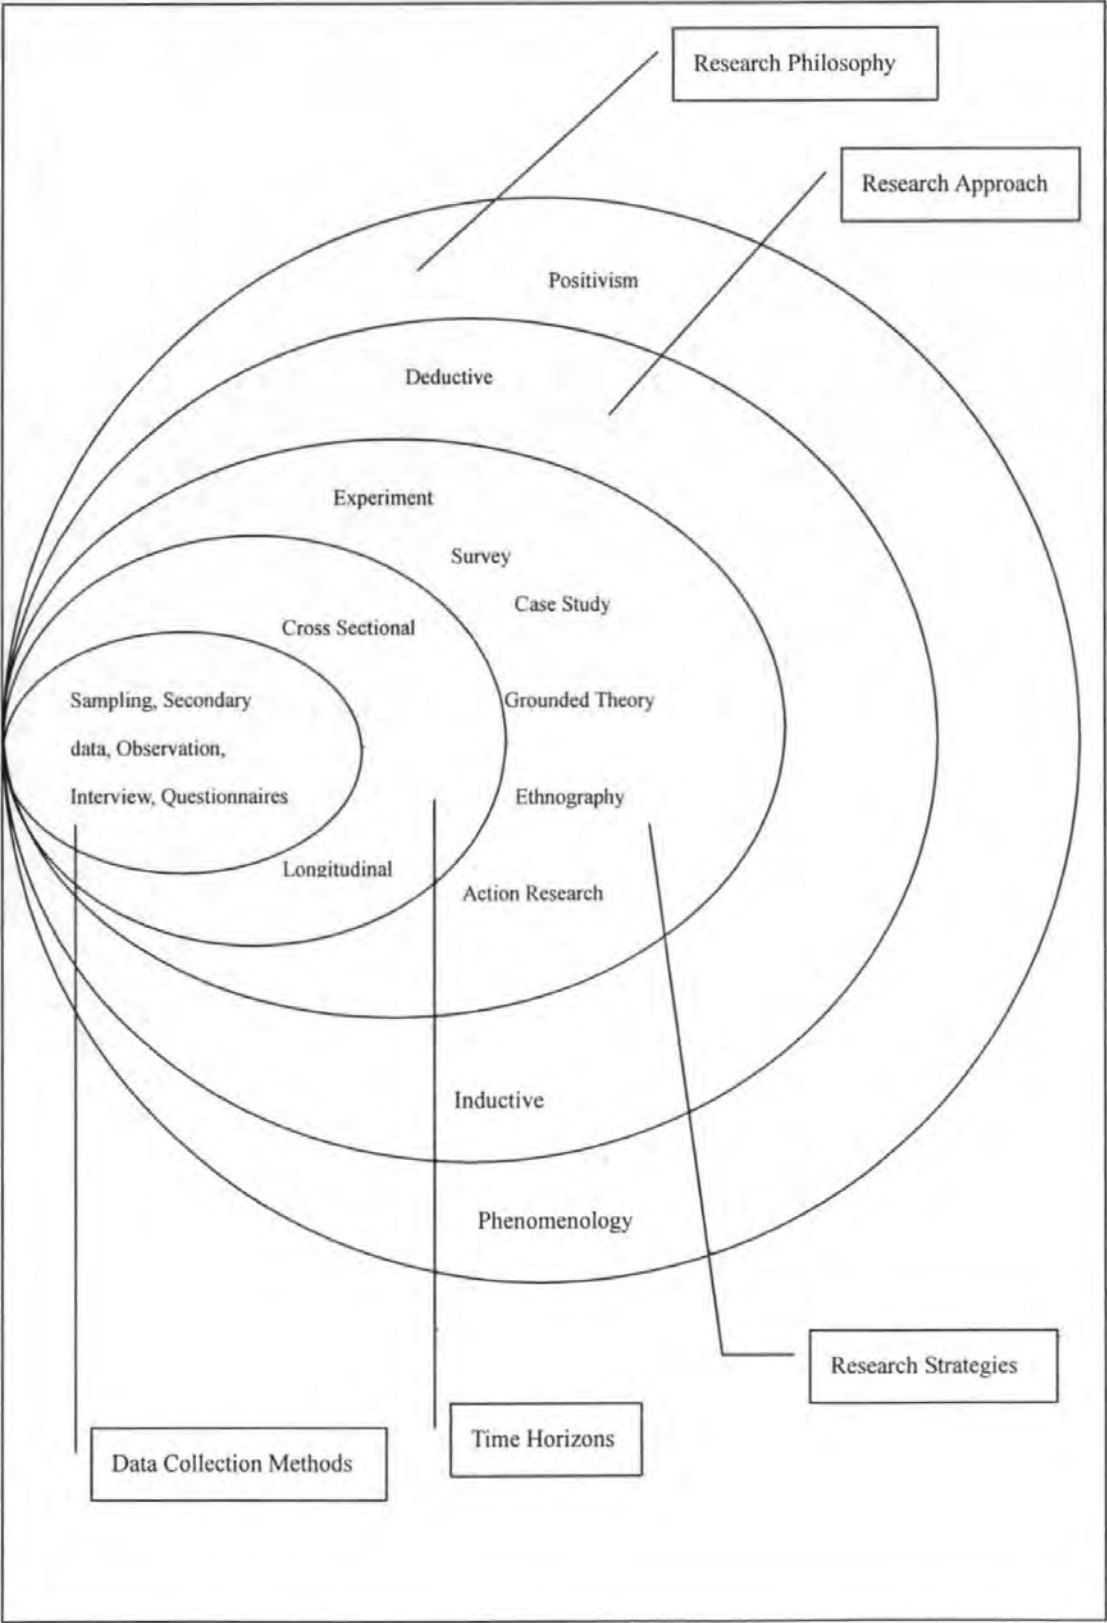 Research Philosophy
Research Approach
Positivism
Deductive
Experiment
Survey
Case Study
Cross Sectional
Sampling, Secondary
data, Observation,
Interview, Questionnaires
Grounded Theory
Ethnography
Longitudinal
Action Research
Inductive
Phenomenology
Research Strategies
Time Horizons
Data Collection Methods